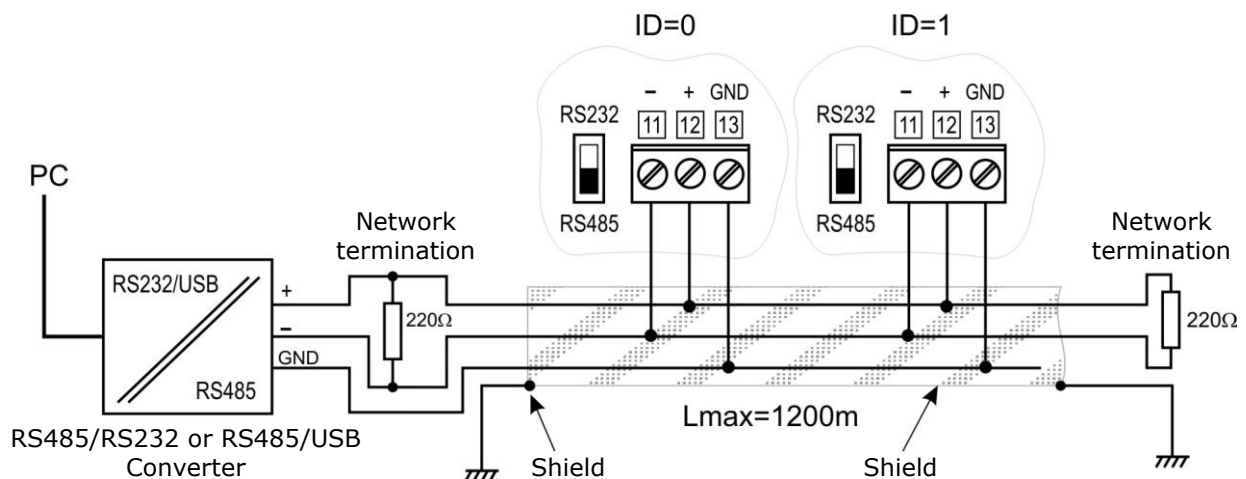 ID=0
ID=1
− + GND
− + GND
RS232
11 12 13
RS232
11 12 13
PC
RS485
RS485
Network
termination
Network
termination
RS232/USB
+
220Ω
220Ω
−
GND
RS485
Lmax=1200m
RS485/RS232 or RS485/USB
Converter
Shield
Shield